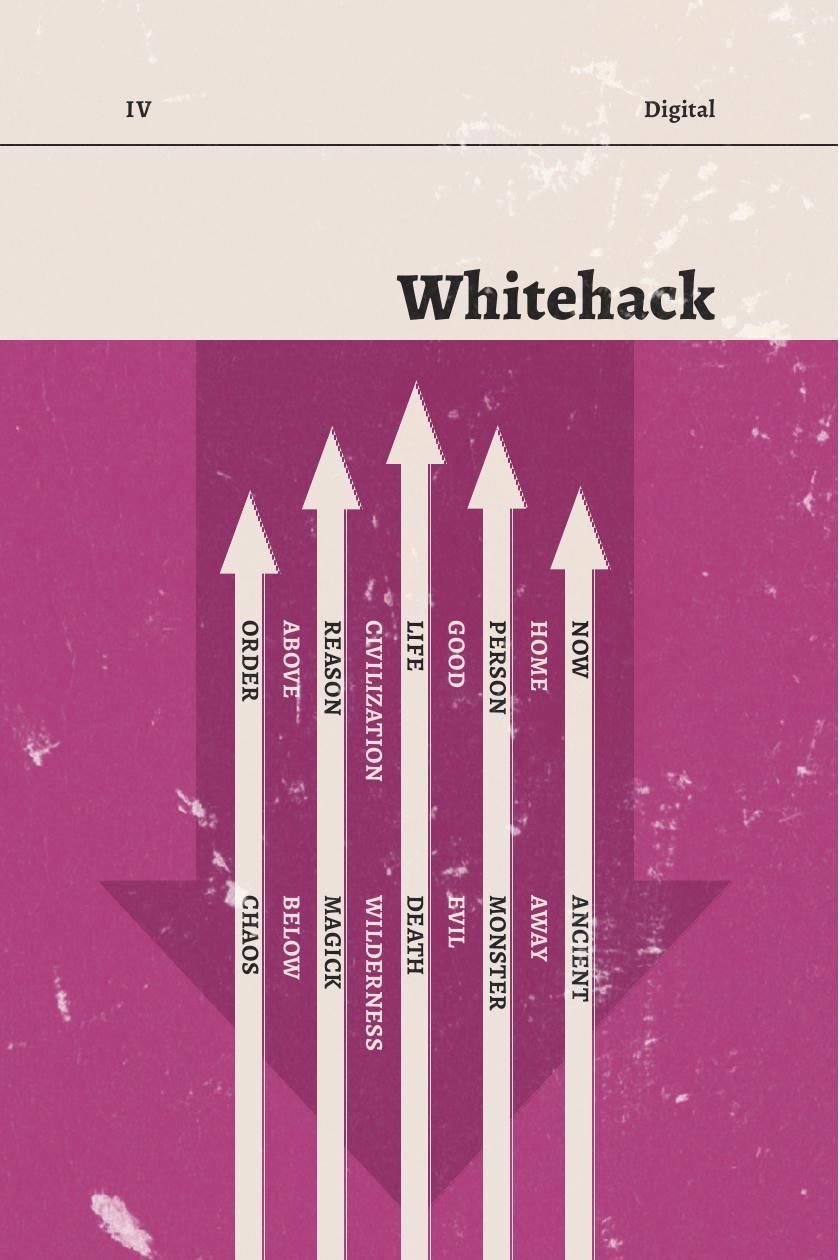 IV
Digital
Whitehack
ORDER
ABOVE
REASON
CIVILIZATION
LIFE
GOOD
PERSON
HOME
NOW
CHAOS
BELOW
MAGICK
WILDERNESS
DEATH
EVIL
MONSTER
AWAY
ANCIENT